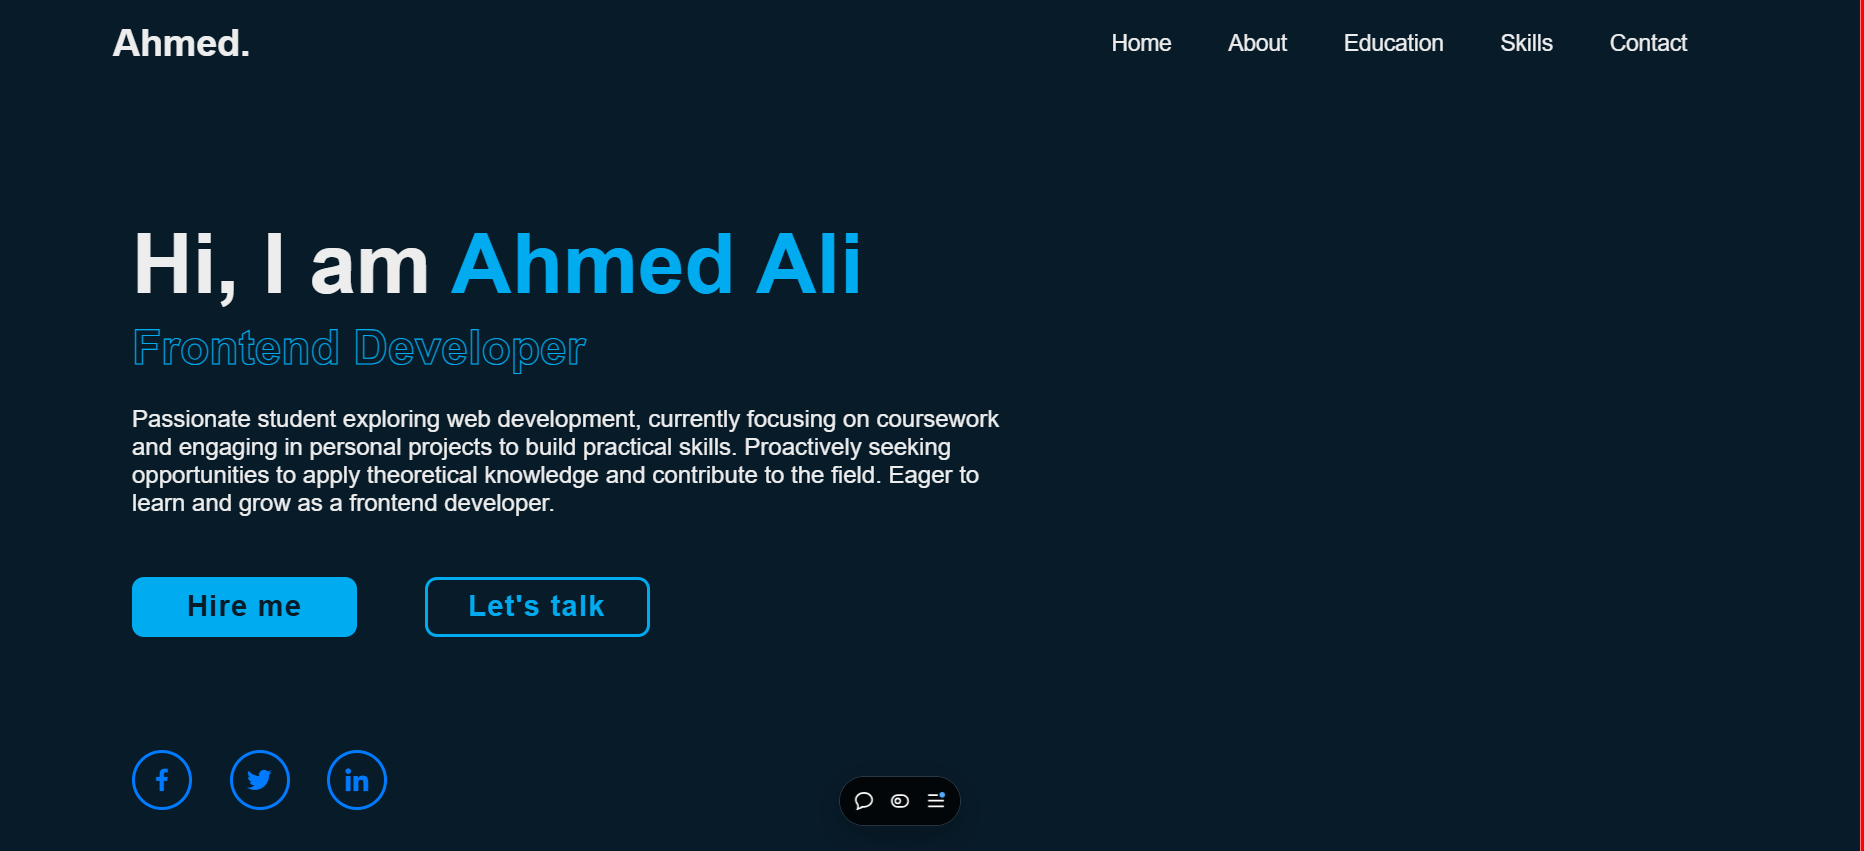 Ahmed.
Home About Education Skills Contact
Hi, I am Ahmed Ali
Frontend Developer
Passionate student exploring web development, currently focusing on coursework
and engaging in personal projects to build practical skills. Proactively seeking
opportunities to apply theoretical knowledge and contribute to the field. Eager to
learn and grow as a frontend developer.
Hire me
Let's talk